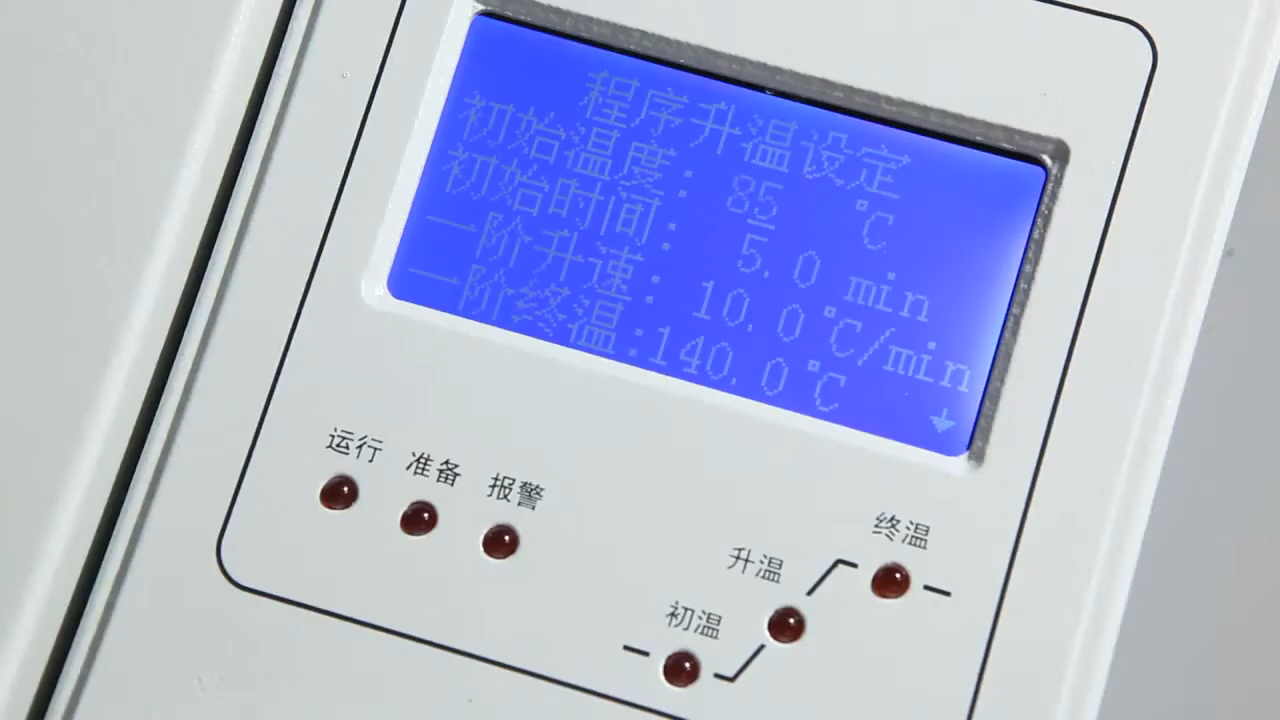 程序升温设定
初始温度: 85 ℃
初始时间: 5.0 min
一阶升速: 10.0℃/min
一阶终温:140.0℃
运行 准备 报警
终温
升温
初温